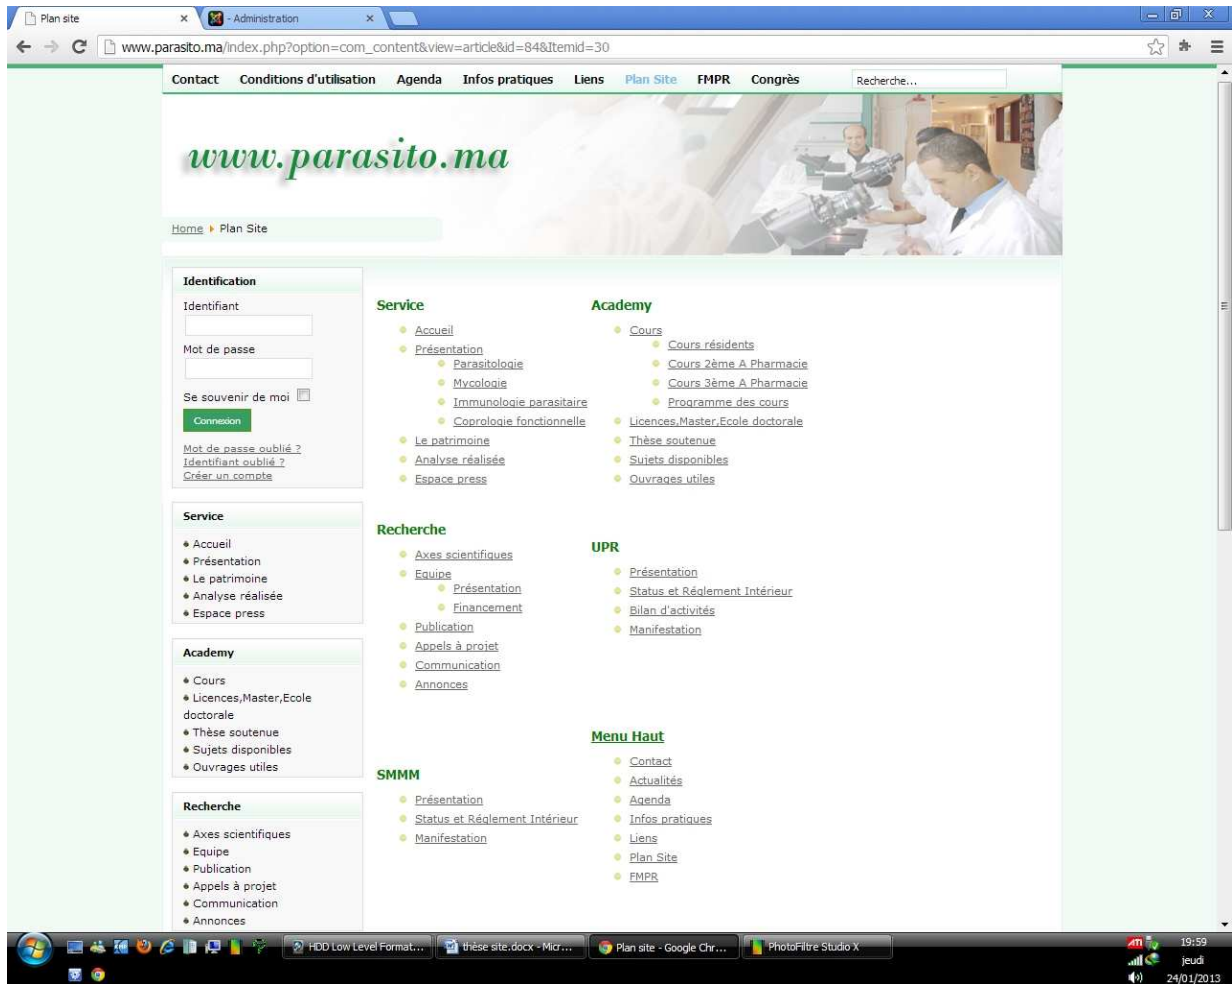 Plan site
- Administration
www.parasito.ma/index.php?option=com_content&view=article&id=84&Itemid=30
Contact Conditions d'utilisation Agenda Infos pratiques Liens Plan Site FMPR Congrès Recherche...
www.parasito.ma
Home Plan Site
Identification
Identifiant
Mot de passe
Se souvenir de moi
Connexion
Mot de passe oublié ?
Identifiant oublié ?
Créer un compte
Service
Accueil
Présentation
Le patrimoine
Analyse réalisée
Espace press
Academy
Cours
Licences,Master,Ecole
doctorale
Thèse soutenue
Sujets disponibles
Ouvrages utiles
Recherche
Axes scientifiques
Equipe
Publication
Appels à projet
Communication
Annonces
Service
Accueil
Présentation
Parasitologie
Mycologie
Immunologie parasitaire
Coprologie fonctionnelle
Le patrimoine
Analyse réalisée
Espace press
Academy
Cours
Cours résidents
Cours 2ème A Pharmacie
Cours 3ème A Pharmacie
Programme des cours
Licences,Master,Ecole doctorale
Thèse soutenue
Sujets disponibles
Ouvrages utiles
Recherche
Axes scientifiques
Equipe
Présentation
Financement
Publication
Appels à projet
Communication
Annonces
UPR
Présentation
Status et Réglement Intérieur
Bilan d'activités
Manifestation
SMMM
Présentation
Status et Réglement Intérieur
Manifestation
Menu Haut
Contact
Actualités
Agenda
Infos pratiques
Liens
Plan Site
FMPR
HDD Low Level Format... thèse site.docx - Micr... Plan site - Google Chr... PhotoFiltre Studio X
ATI 19:59
jeudi
24/01/2013